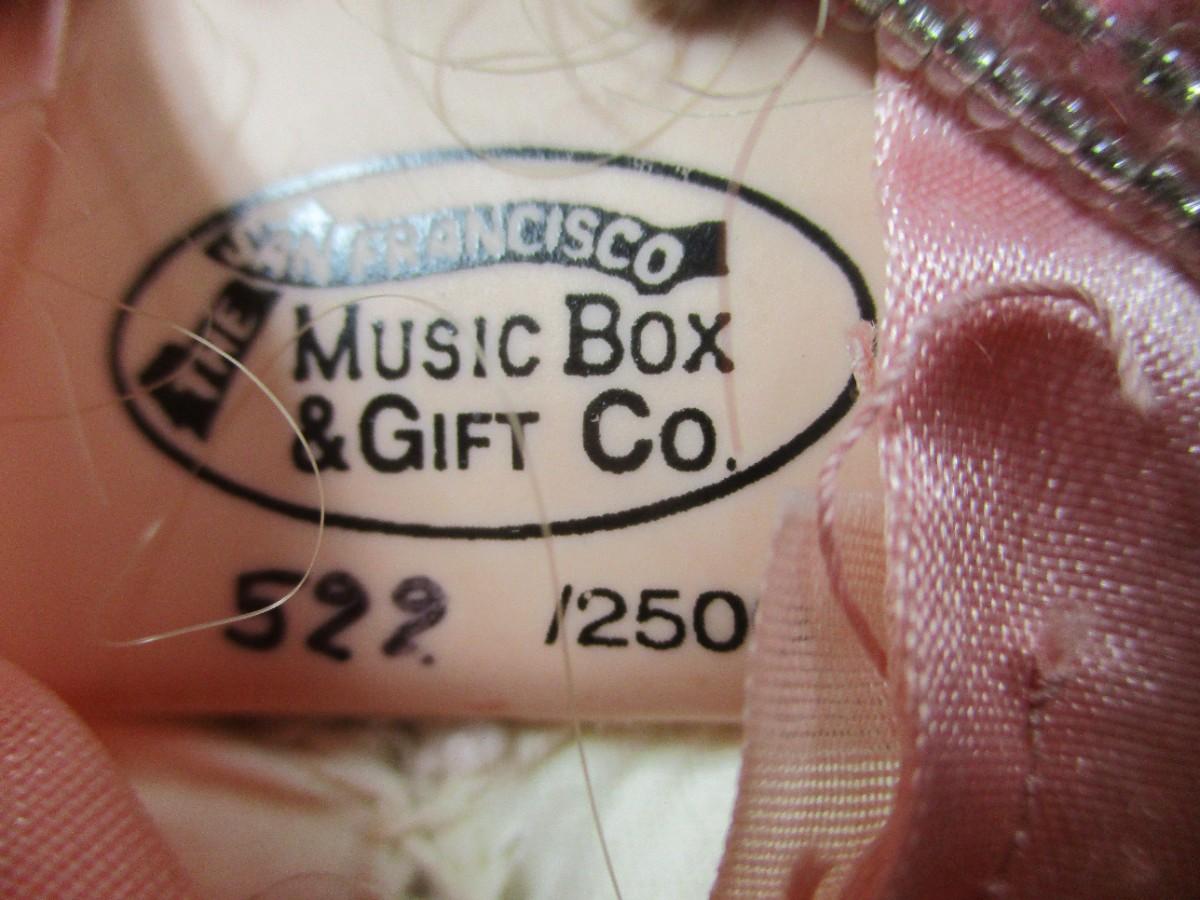 THE SAN FRANCISCO
MUSIC BOX
& GIFT CO.
522 /250